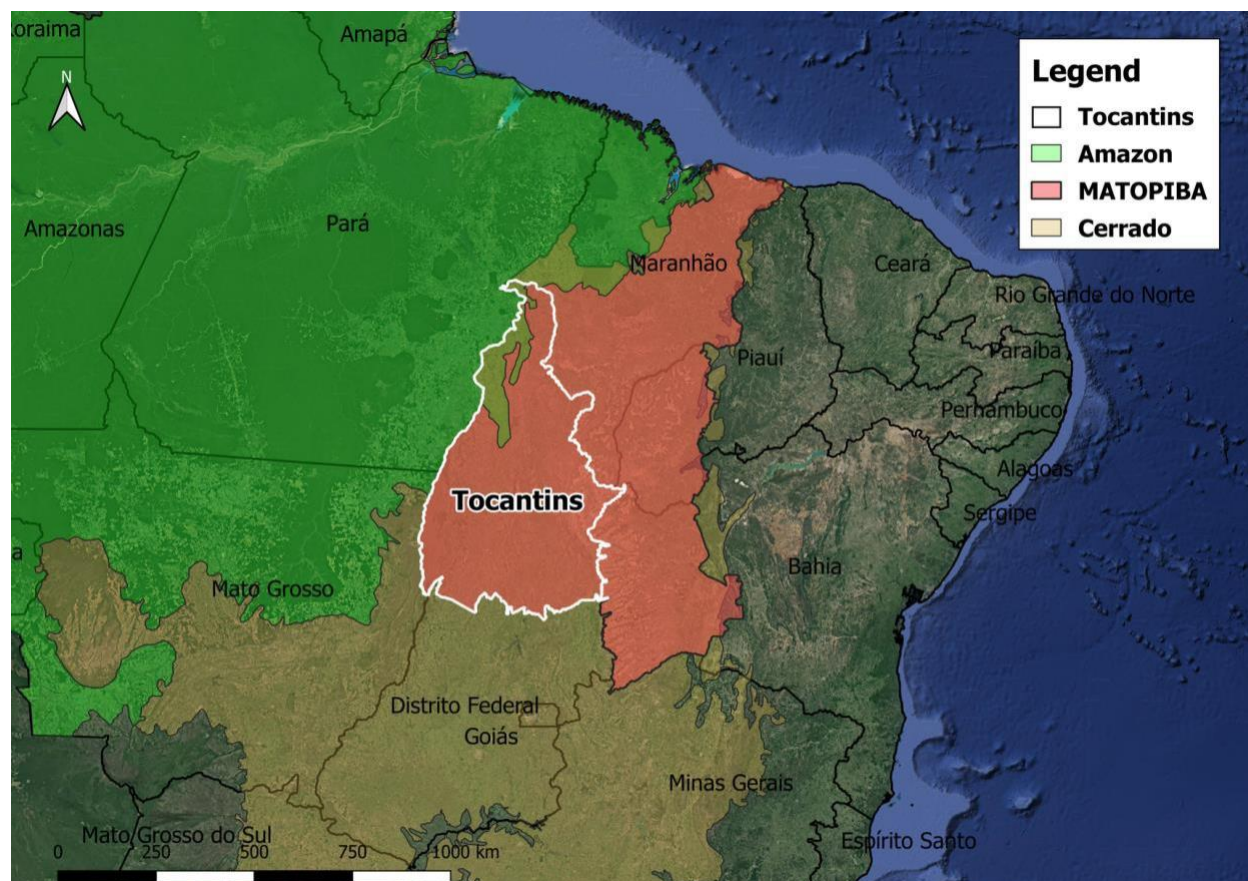 oraima
Amapá
N
Legend
Tocantins
Amazon
MATOPIBA
Cerrado
Amazonas
Pará
Maranhão
Ceará
Rio Grande do Norte
Piauí
Paraíba
Pernambuco
Alagoas
Sergipe
Tocantins
a
Mato Grosso
Bahia
Distrito Federal
Goiás
Minas Gerais
Mato Grosso do Sul
Espírito Santo
0 250 500 750 1000 km